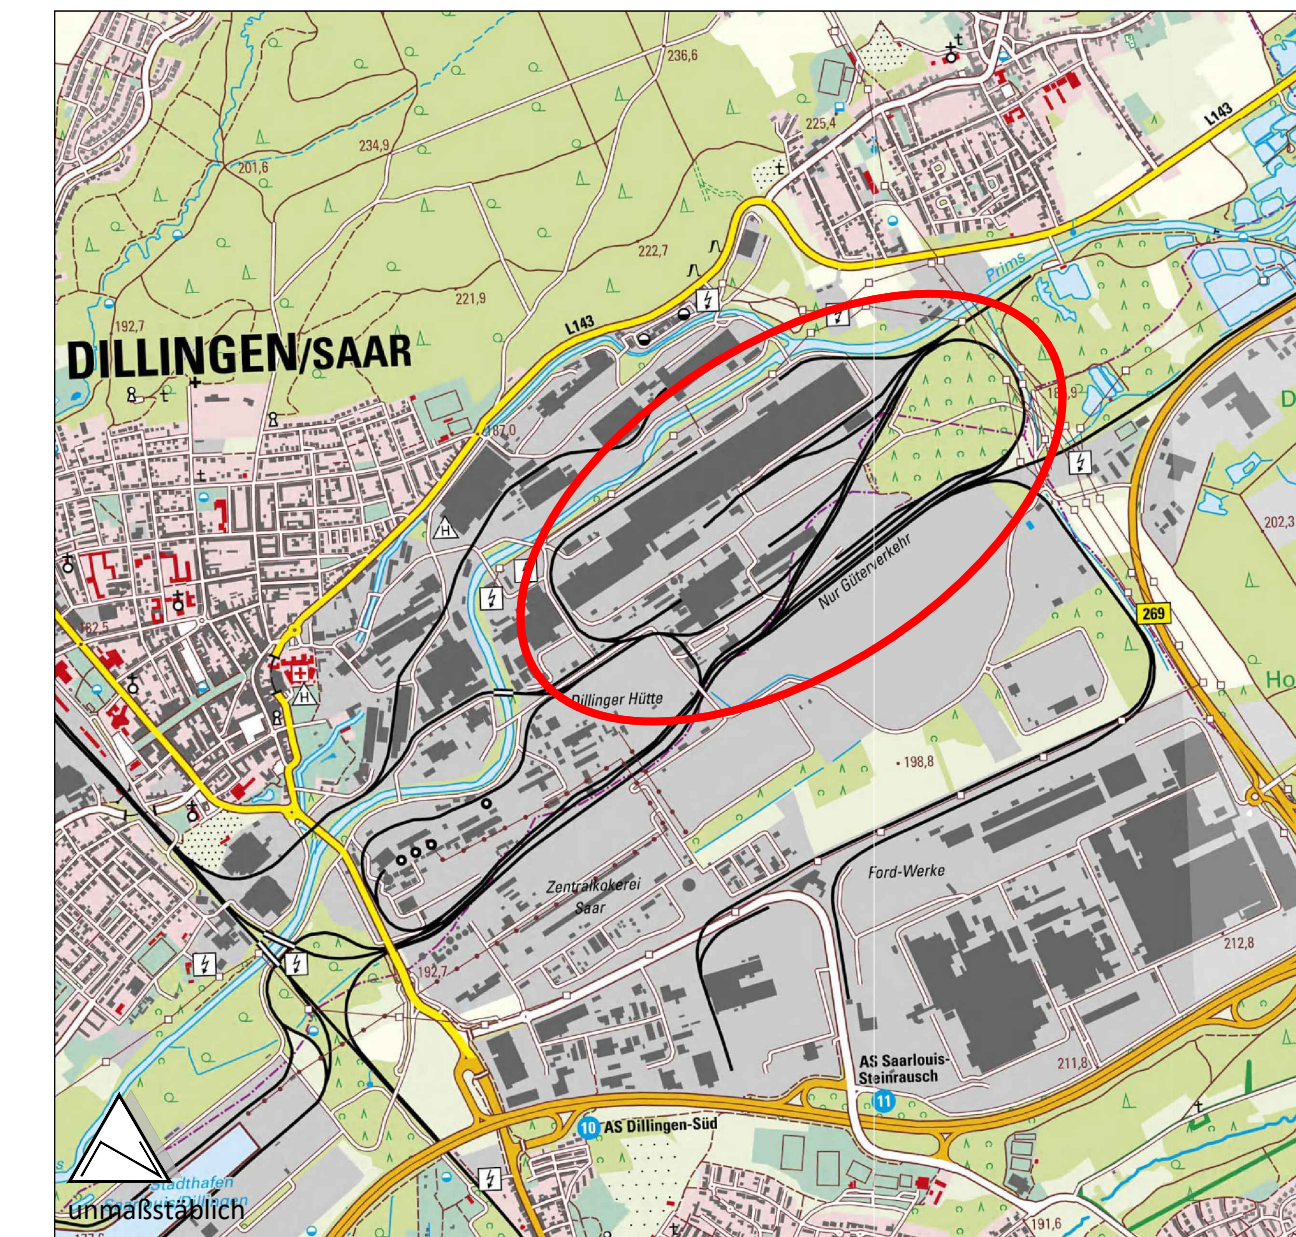 236,6
L143
225,4
234,9
201,6
222,7
Prims
221,9
L143
192,7
DILLINGEN/SAAR
D
187,0
202,3
H
Nur Güterverkehr
269
182,5
H
Ho
Dillinger Hütte
198,8
Ford-Werke
Zentralkokerei
Saar
212,8
192,7
AS Saarlouis-
Steinrausch
211,8
11
10 AS Dillingen-Süd
Stadthafen
Saarlouis/Dillingen
unmaßstäblich
191,6